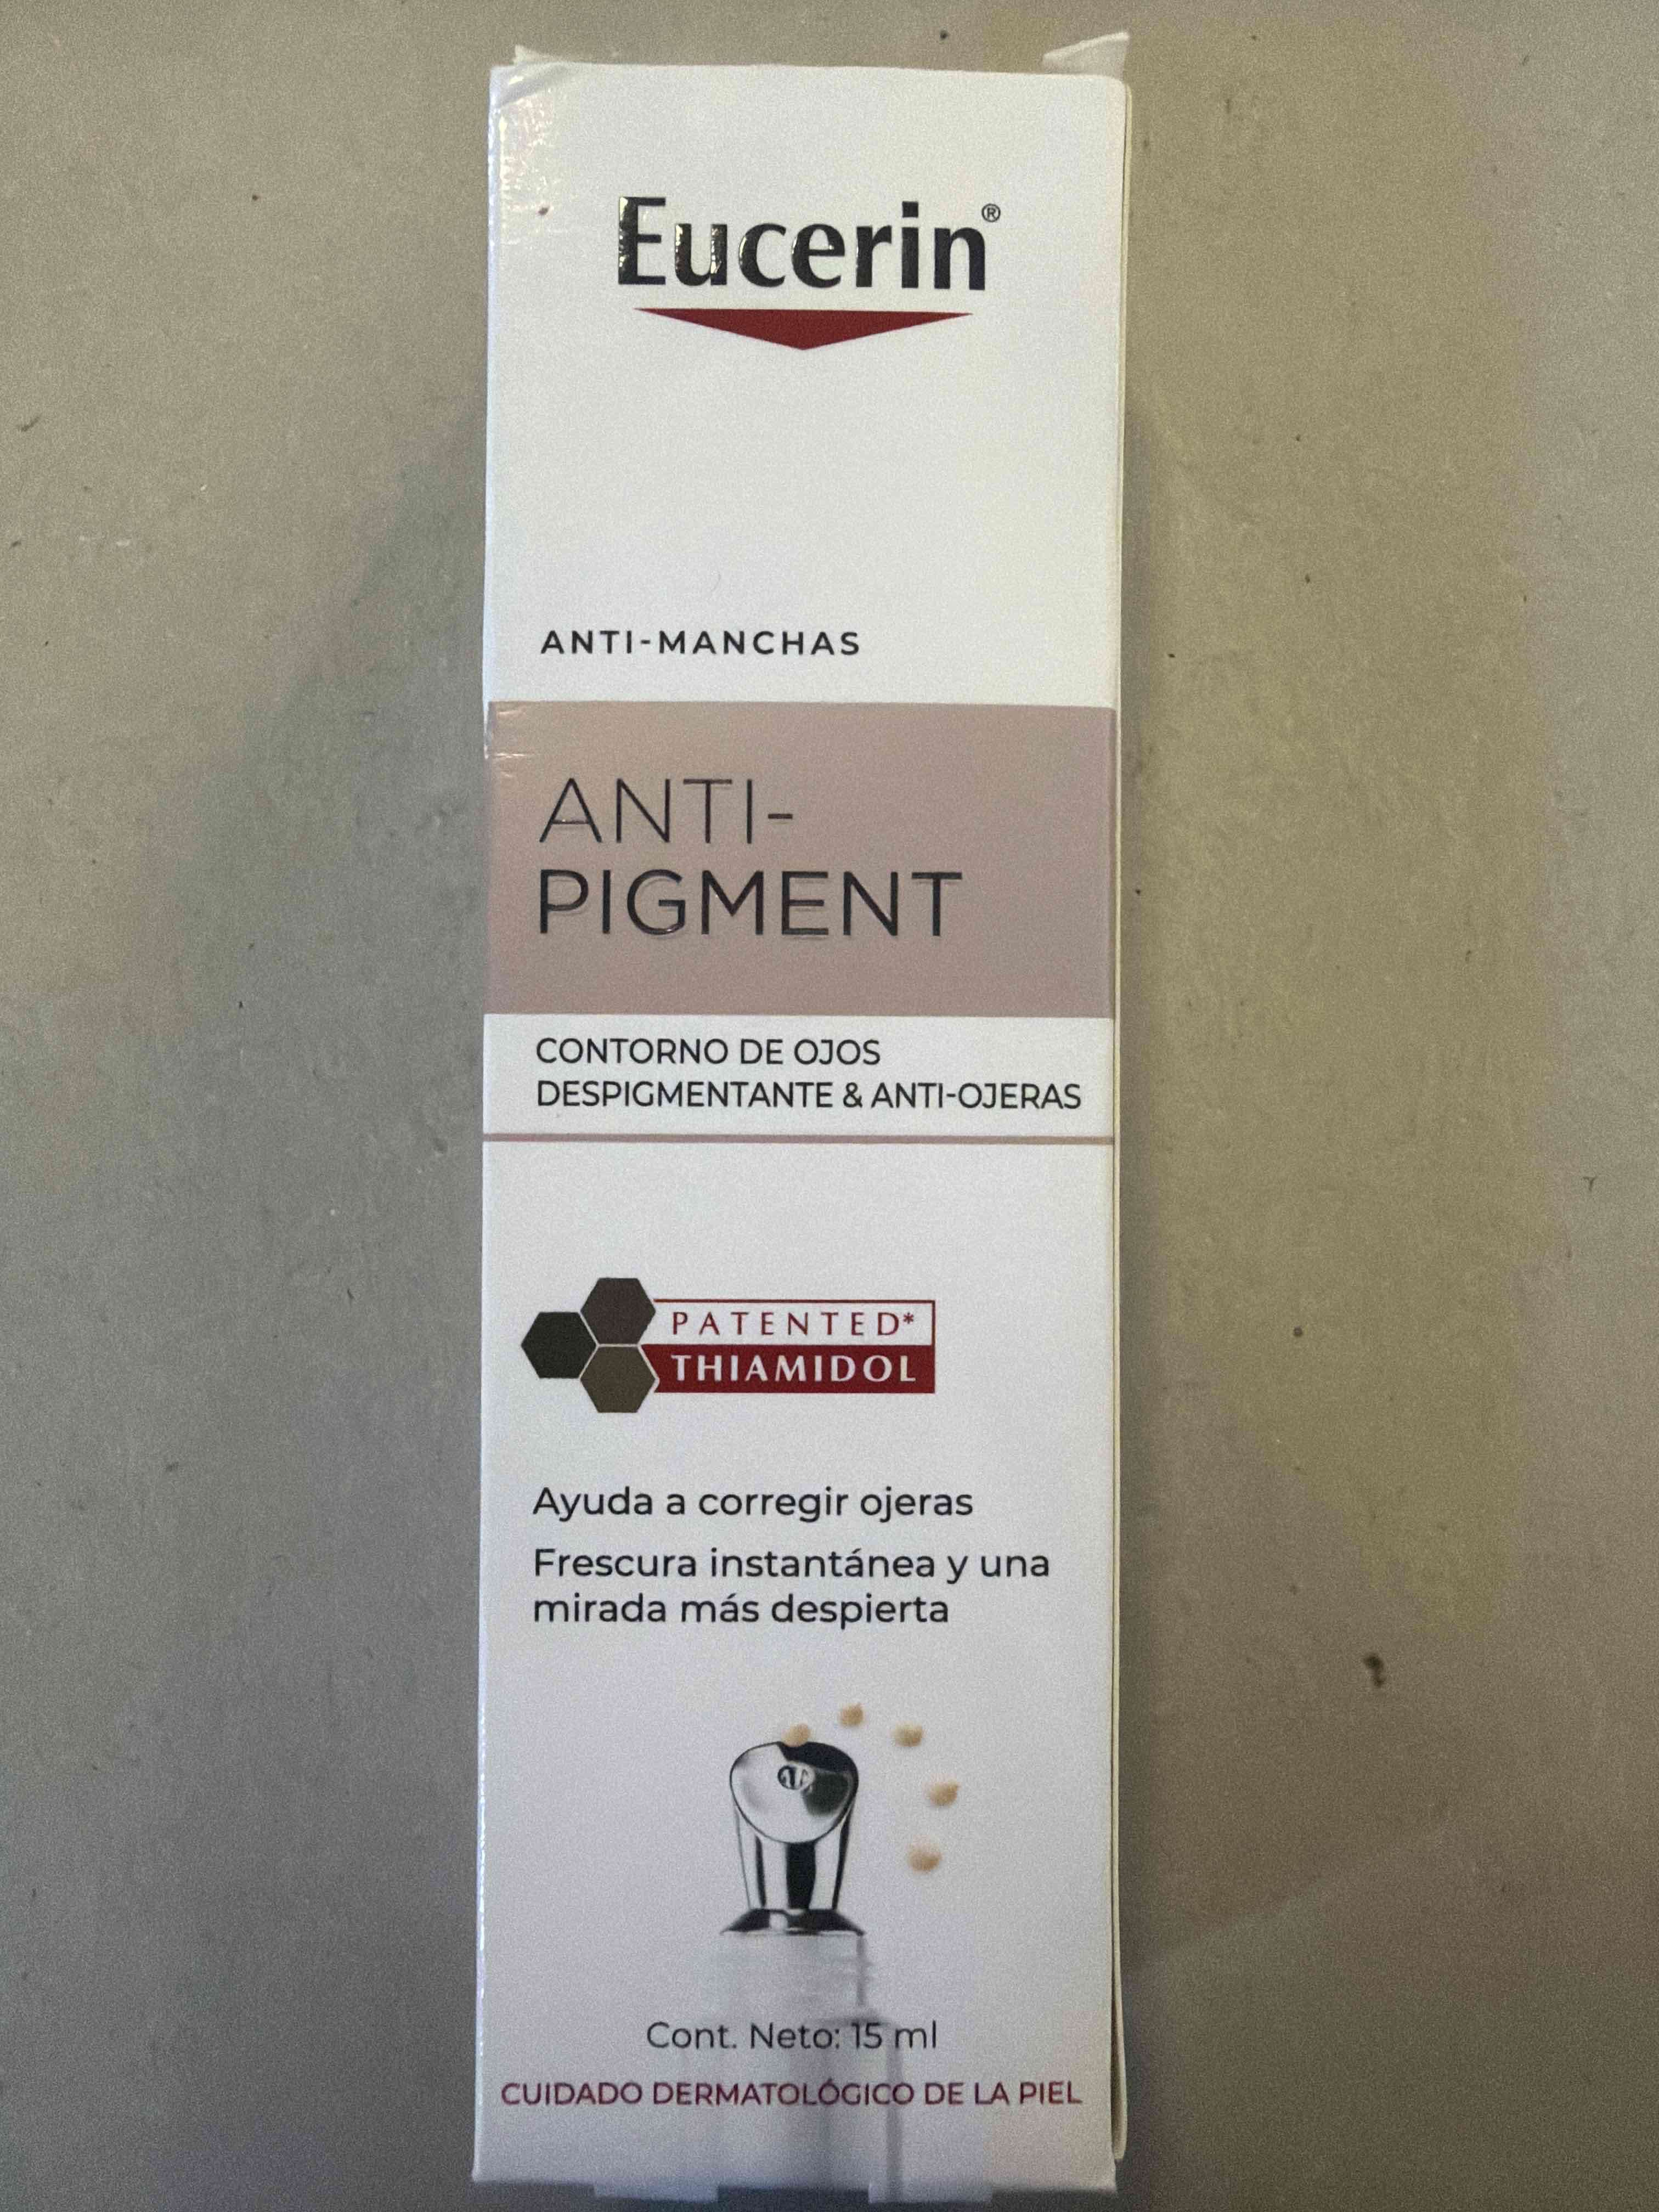 Eucerin®
ANTI-MANCHAS
ANTI-
PIGMENT
CONTORNO DE OJOS
DESPIGMENTANTE & ANTI-OJERAS
PATENTED*
THIAMIDOL
Ayuda a corregir ojeras
Frescura instantánea y una
mirada más despierta
Cont. Neto: 15 ml
CUIDADO DERMATOLÓGICO DE LA PIEL